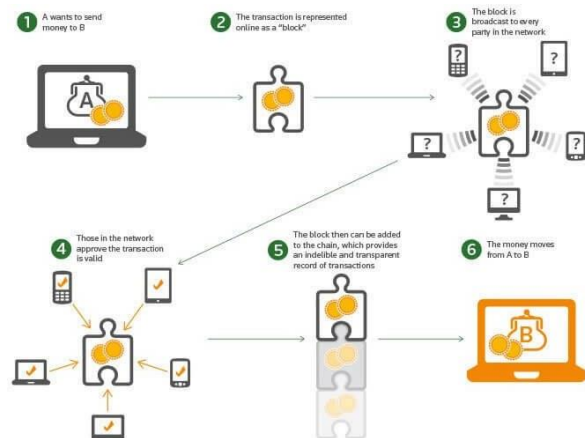 1
A wants to send
money to B
2
The transaction is represented
online as a "block"
3
The block is
broadcast to every
party in the network
A
?
?
?
?
?
4
Those in the network
approve the transaction
is valid
5
The block then can be added
to the chain, which provides
an indelible and transparent
record of transactions
6
The money moves
from A to B
B